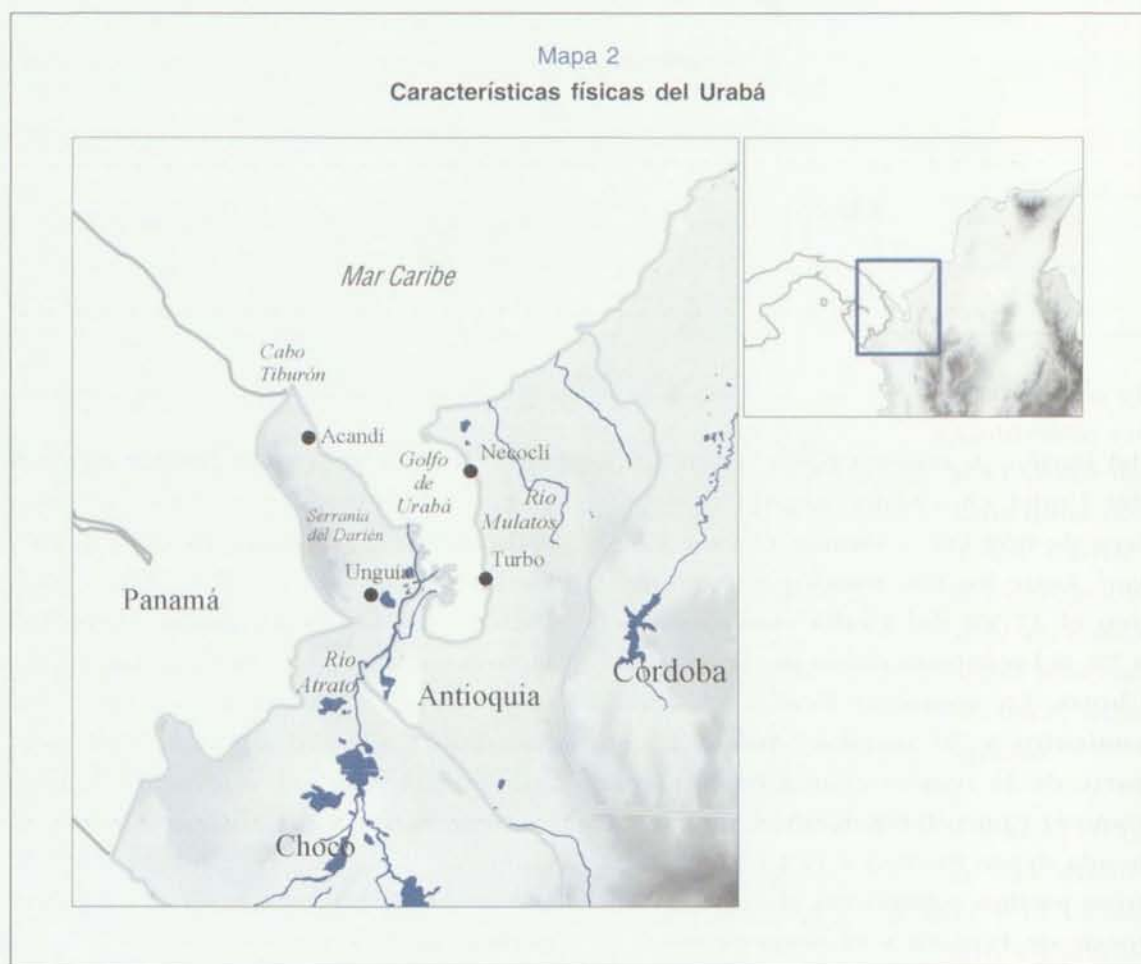 Mapa 2
Características físicas del Urabá
Mar Caribe
Cabo
Tiburón
Acandí
Necoclí
Golfo
de
Urabá
Río
Mulatos
Serranía
del Darién
Unguía
Turbo
Panamá
Río
Atrato
Antioquia
Córdoba
Chocó